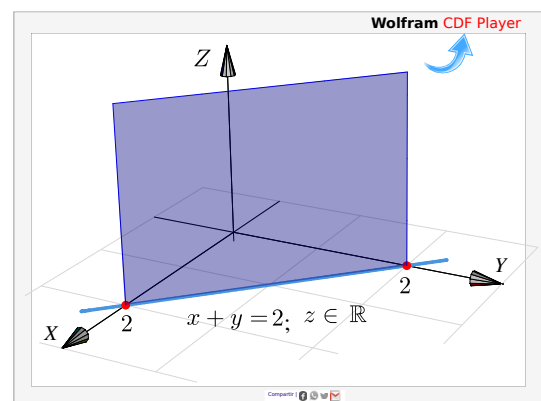 Wolfram CDF Player
Z
Y
2
X
2
x + y = 2; z ∈ ℝ
Compartir |